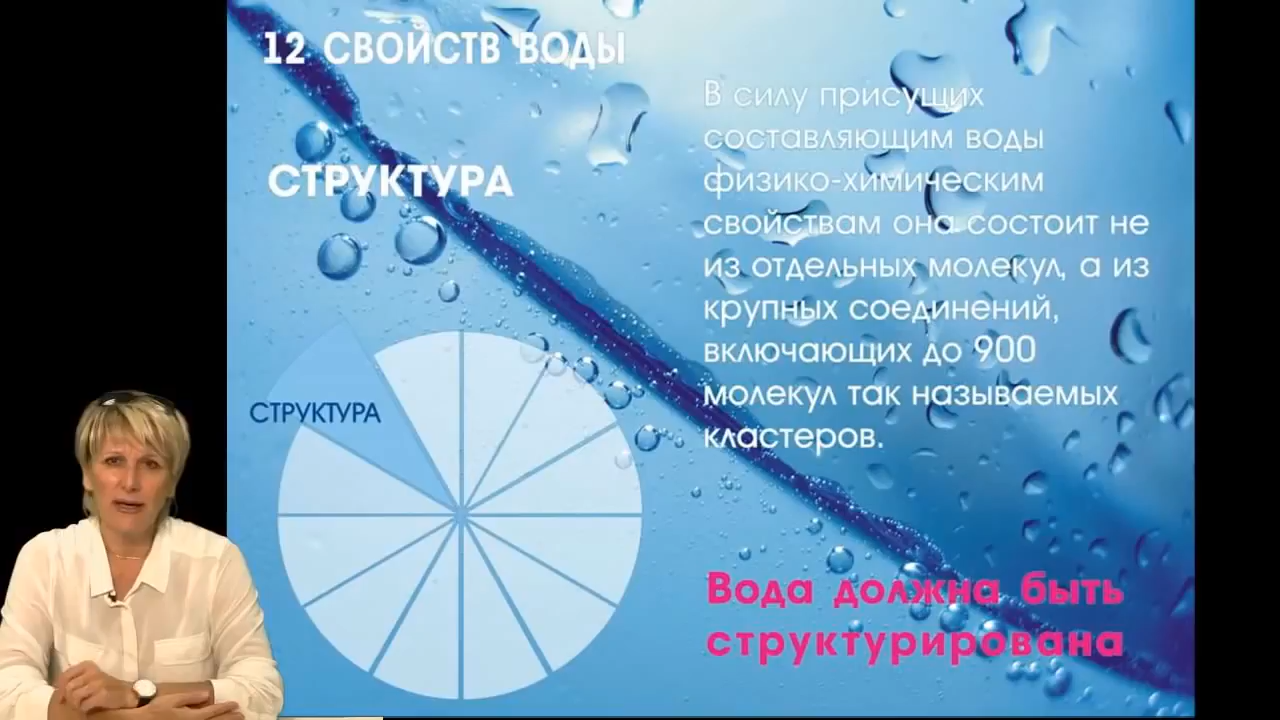 12 СВОЙСТВ ВОДЫ
СТРУКТУРА
В силу присущих
составляющим воды
физико-химическим
свойствам она состоит не
из отдельных молекул, а из
крупных соединений,
включающих до 900
молекул так называемых
кластеров.
СТРУКТУРА
Вода должна быть
структурирована